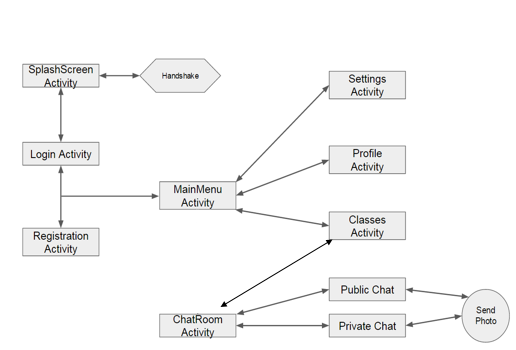 SplashScreen
Activity
Handshake
Settings
Activity
Login Activity
Profile
Activity
MainMenu
Activity
Classes
Activity
Registration
Activity
Public Chat
ChatRoom
Activity
Private Chat
Send
Photo